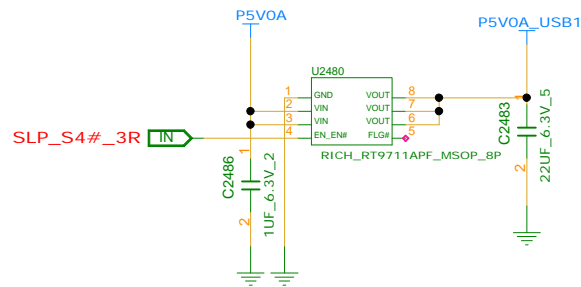 P5V0A
P5V0A_USB1
U2480
1 GND VOUT 8
2 VIN VOUT 7
3 VIN VOUT 6
4 EN_EN# FLG# 5
SLP_S4#_3R IN
RICH_RT9711APF_MSOP_8P
1
C2486
1UF_6.3V_2
2
1
C2483
22UF_6.3V_5
2